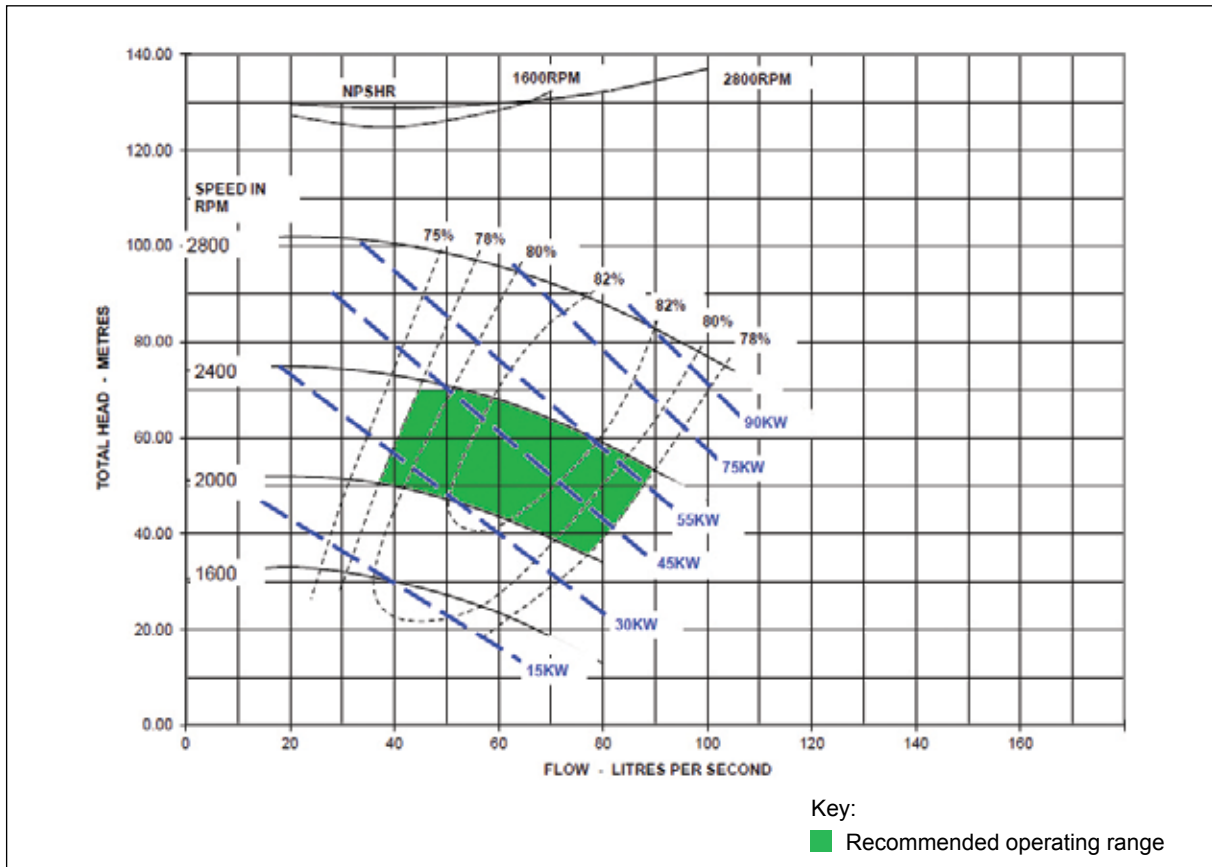 140.00
1600RPM
2800RPM
NPSHR
120.00
SPEED IN
RPM
100.00
2800
75%
78%
80%
82%
82%
80%
78%
80.00
2400
60.00
2000
40.00
1600
20.00
0.00
90KW
75KW
55KW
45KW
30KW
15KW
TOTAL HEAD - METRES
0
20
40
60
80
100
120
140
160
FLOW - LITRES PER SECOND
Key:
Recommended operating range